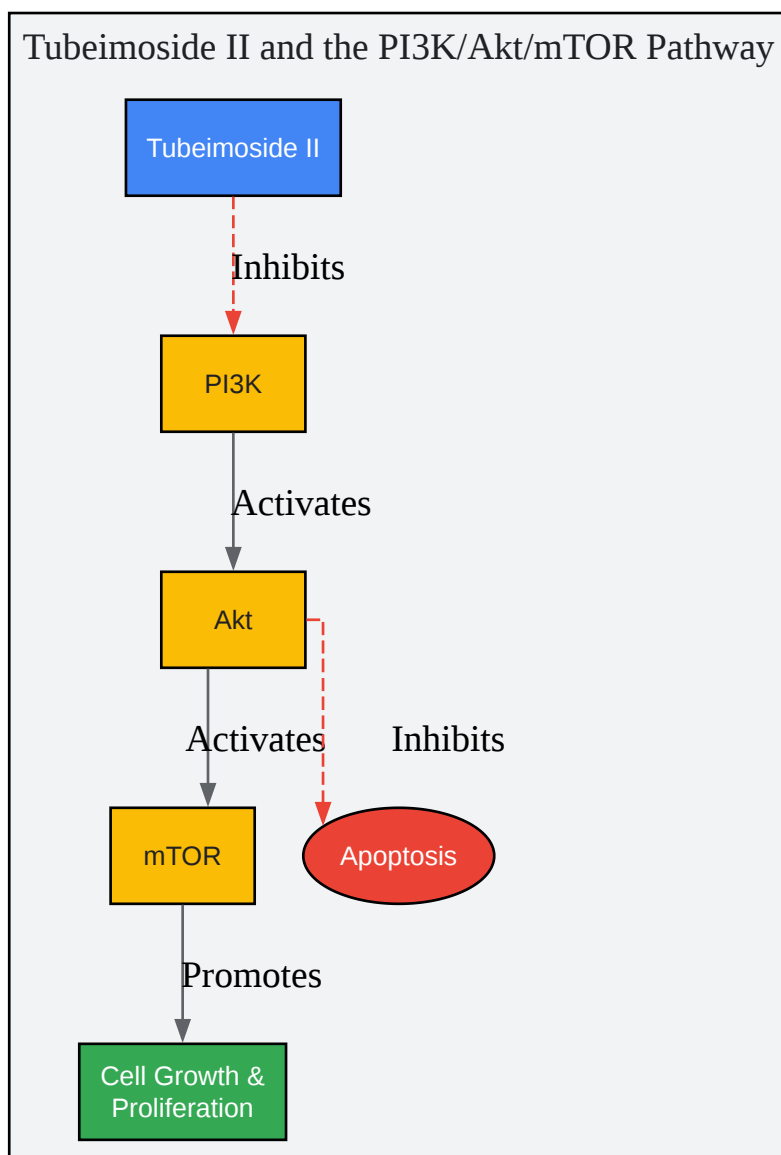 Tubeimoside II and the PI3K/Akt/mTOR Pathway
Tubeimoside II
Inhibits
PI3K
Activates
Akt
Activates
Inhibits
mTOR
Apoptosis
Promotes
Cell Growth &
Proliferation